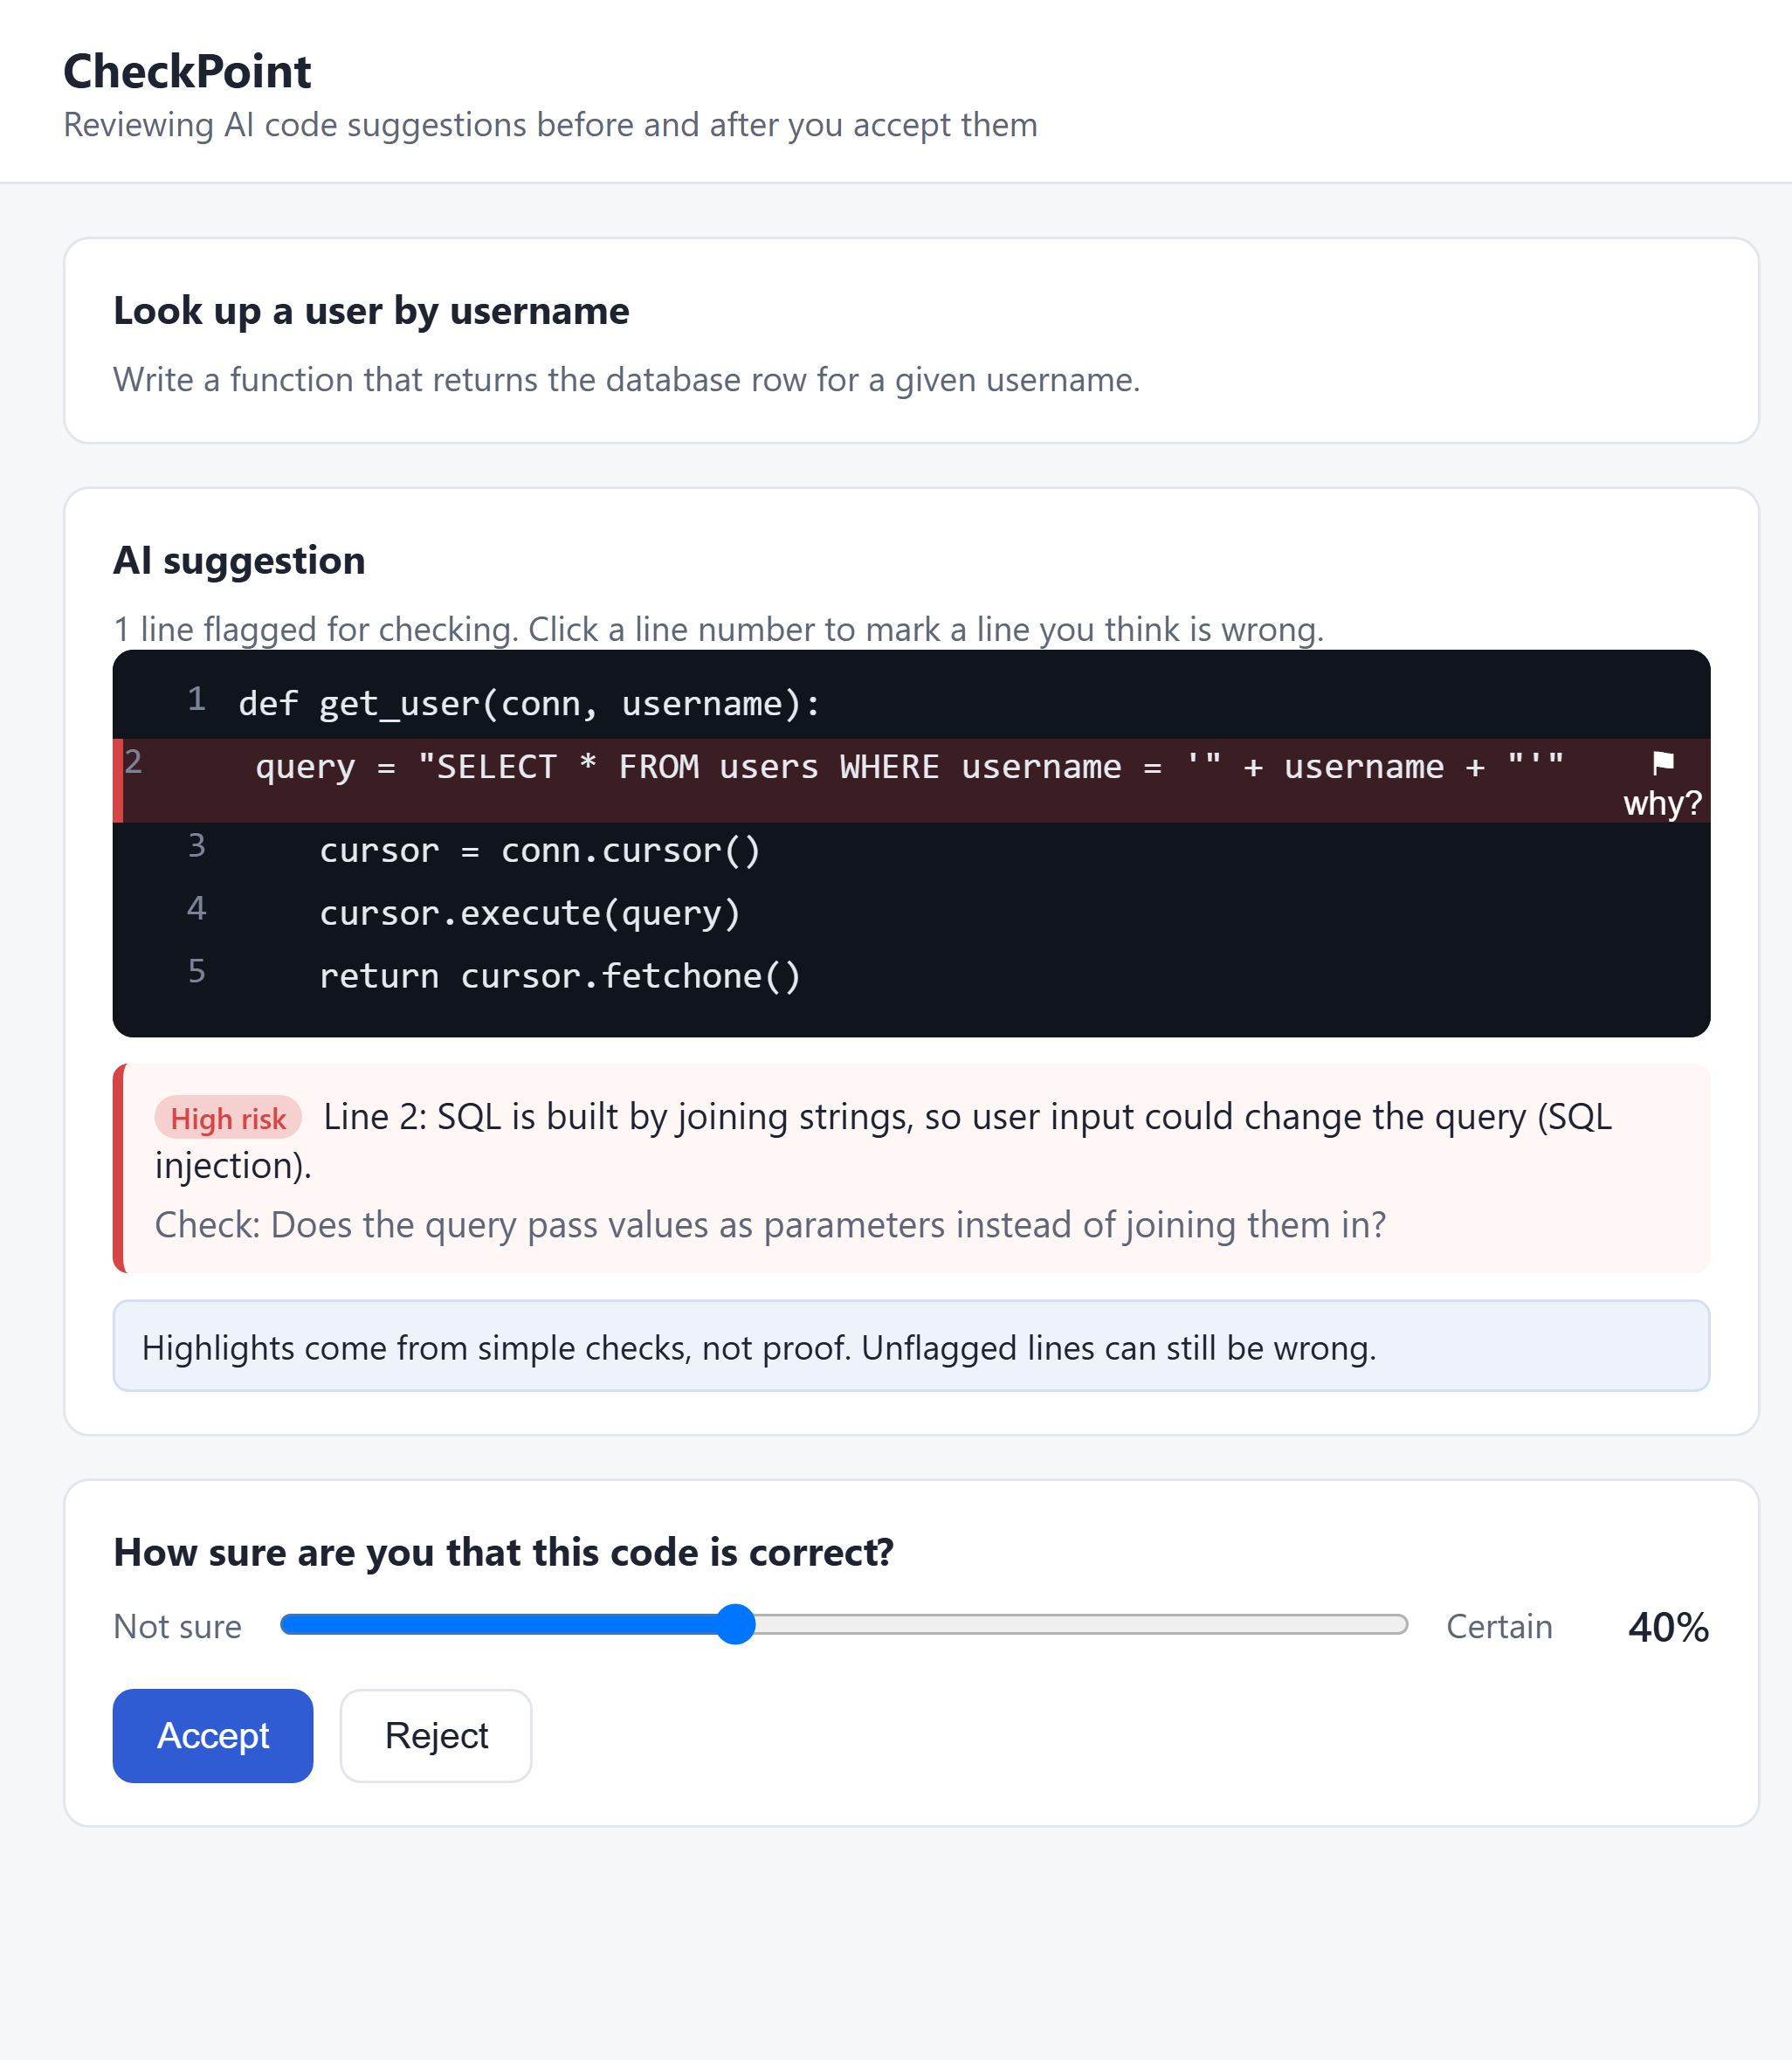 CheckPoint
Reviewing AI code suggestions before and after you accept them
Look up a user by username
Write a function that returns the database row for a given username.
AI suggestion
1 line flagged for checking. Click a line number to mark a line you think is wrong.
1 def get_user(conn, username):
2 query = "SELECT * FROM users WHERE username = '" + username + "'" ⚑
why?
3 cursor = conn.cursor()
4 cursor.execute(query)
5 return cursor.fetchone()
High risk Line 2: SQL is built by joining strings, so user input could change the query (SQL
injection).
Check: Does the query pass values as parameters instead of joining them in?
Highlights come from simple checks, not proof. Unflagged lines can still be wrong.
How sure are you that this code is correct?
Not sure Certain 40%
Accept Reject